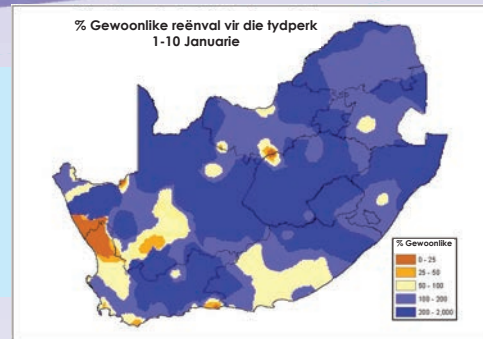 % Gewoonlike reënval vir die tydperk
1-10 Januarie
% Gewoonlike
0 - 25
25 - 50
50 - 100
100 - 200
200 - 2,000